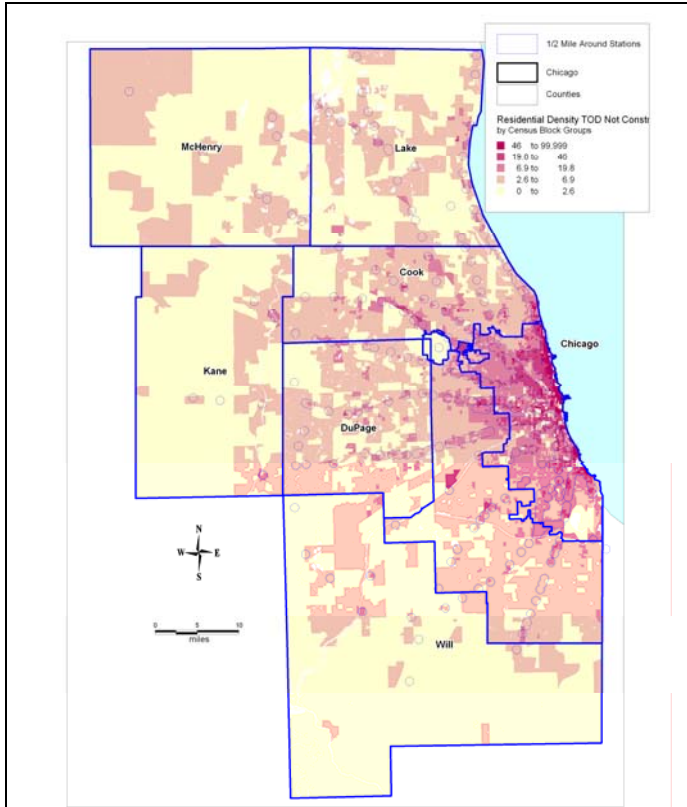 1/2 Mile Around Stations
Chicago
Counties
Residential Density TOD Not Constr
by Census Block Groups
46 to 99,999
19.0 to 40
6.9 to 19.8
2.6 to 6.9
0 to 2.6
McHenry
Lake
Cook
Chicago
Kane
DuPage
N
W E
S
0 5 10
miles
Will